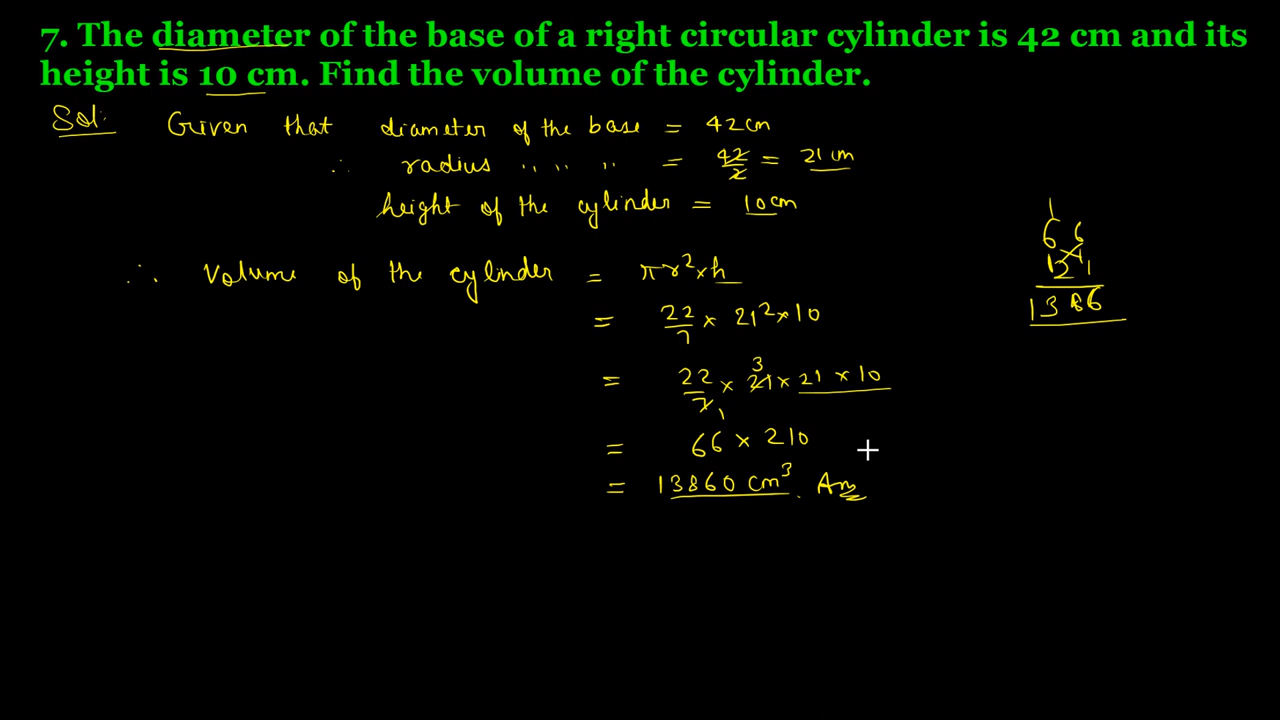 7. The diameter of the base of a right circular cylinder is 42 cm and its
height is 10 cm. Find the volume of the cylinder.
Sol: Given that diameter of the base = 42cm
∴ radius ,, ,, ,, = 42/2 = 21 cm
height of the cylinder = 10cm
∴ Volume of the cylinder = πr²×h
= 22/7 × 21² × 10
= 22/7 × 21 × 21 × 10
3
1
= 66 × 210
= 13860 cm³. Ans
1
66
21
1386